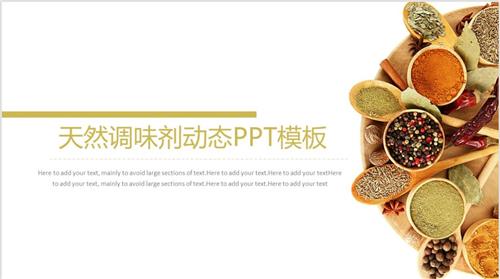 天然调味剂动态PPT模板
Here to add your text, mainly to avoid large sections of text.Here to add your text.Here to add your textHere
to add your text, mainly to avoid large sections of text.Here to add your text.Here to add your text